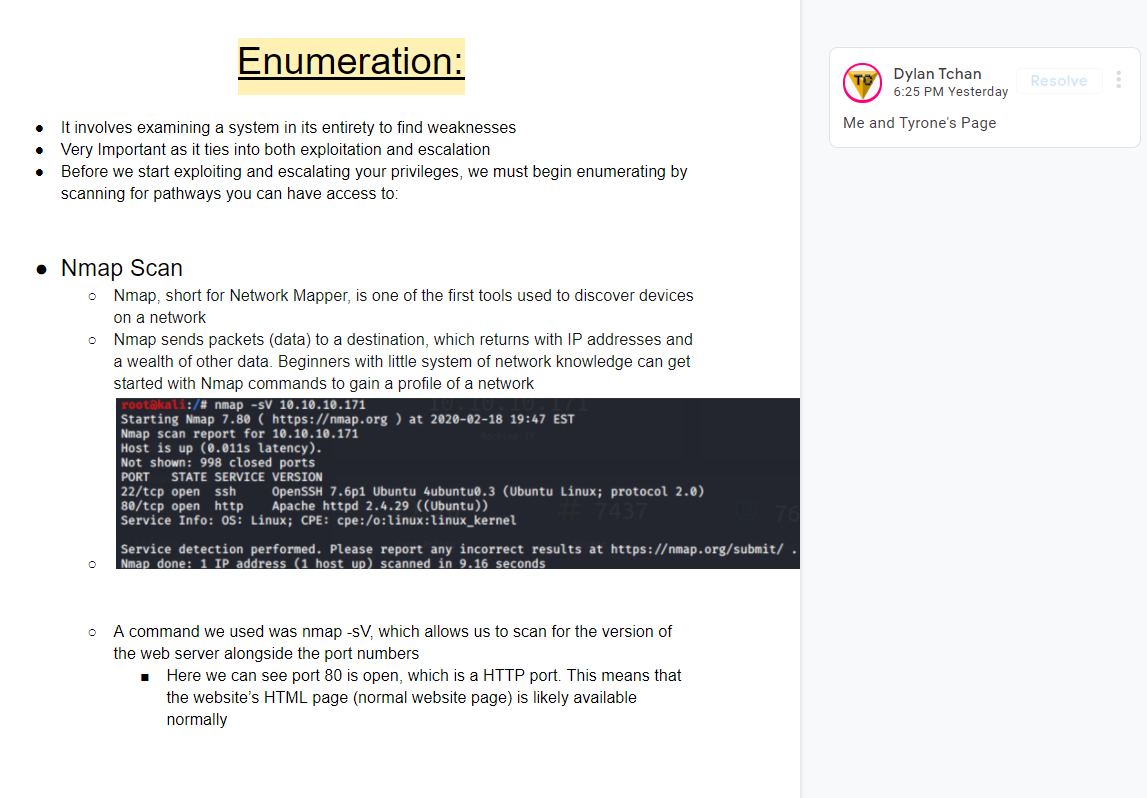 Enumeration:
● It involves examining a system in its entirety to find weaknesses
● Very Important as it ties into both exploitation and escalation
● Before we start exploiting and escalating your privileges, we must begin enumerating by
scanning for pathways you can have access to:
● Nmap Scan
○ Nmap, short for Network Mapper, is one of the first tools used to discover devices
on a network
○ Nmap sends packets (data) to a destination, which returns with IP addresses and
a wealth of other data. Beginners with little system of network knowledge can get
started with Nmap commands to gain a profile of a network
root@kali:/# nmap -sV 10.10.10.171
Starting Nmap 7.80 ( https://nmap.org ) at 2020-02-18 19:47 EST
Nmap scan report for 10.10.10.171
Host is up (0.011s latency).
Not shown: 998 closed ports
PORT   STATE SERVICE VERSION
22/tcp open  ssh     OpenSSH 7.6p1 Ubuntu 4ubuntu0.3 (Ubuntu Linux; protocol 2.0)
80/tcp open  http    Apache httpd 2.4.29 ((Ubuntu))
Service Info: OS: Linux; CPE: cpe:/o:linux:linux_kernel
Service detection performed. Please report any incorrect results at https://nmap.org/submit/ .
○ Nmap done: 1 IP address (1 host up) scanned in 9.16 seconds
10.10.10.171
# 7437
76
○ A command we used was nmap -sV, which allows us to scan for the version of
the web server alongside the port numbers
■ Here we can see port 80 is open, which is a HTTP port. This means that
the website's HTML page (normal website page) is likely available
normally
TC
Dylan Tchan
6:25 PM Yesterday
Resolve
Me and Tyrone's Page